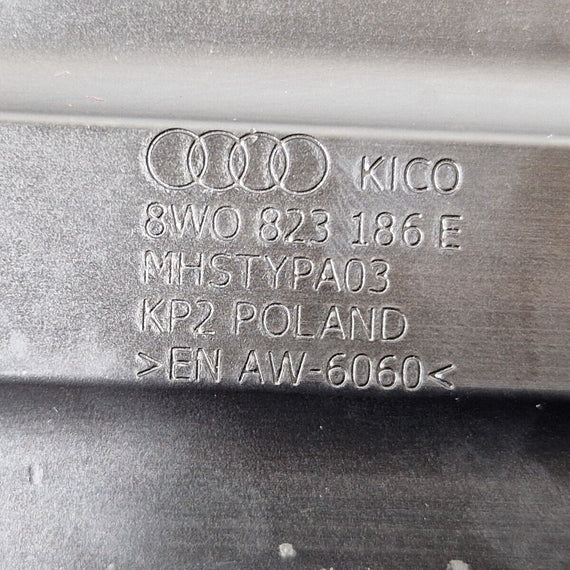 KICO
8W0 823 186 E
MHSTYPA03
KP2 POLAND
>EN AW-6060<